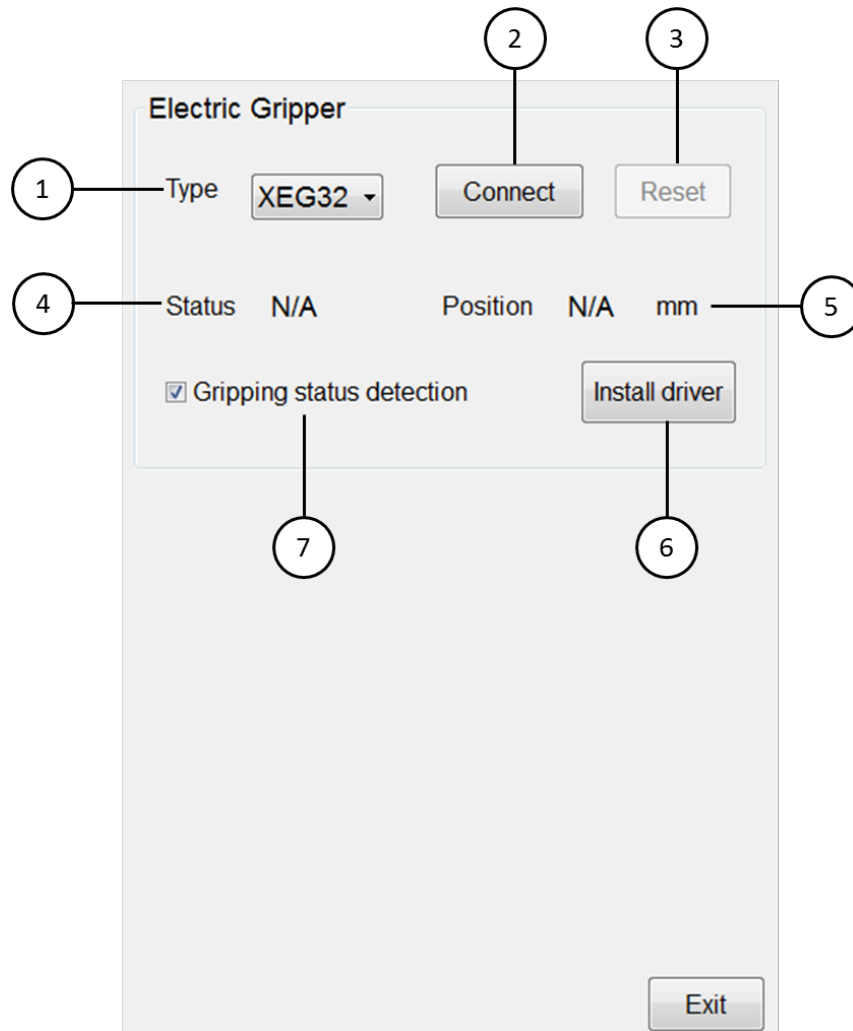 2
3
Electric Gripper
1
Type XEG32 Connect Reset
4
Status N/A Position N/A mm
5
Gripping status detection Install driver
7
6
Exit